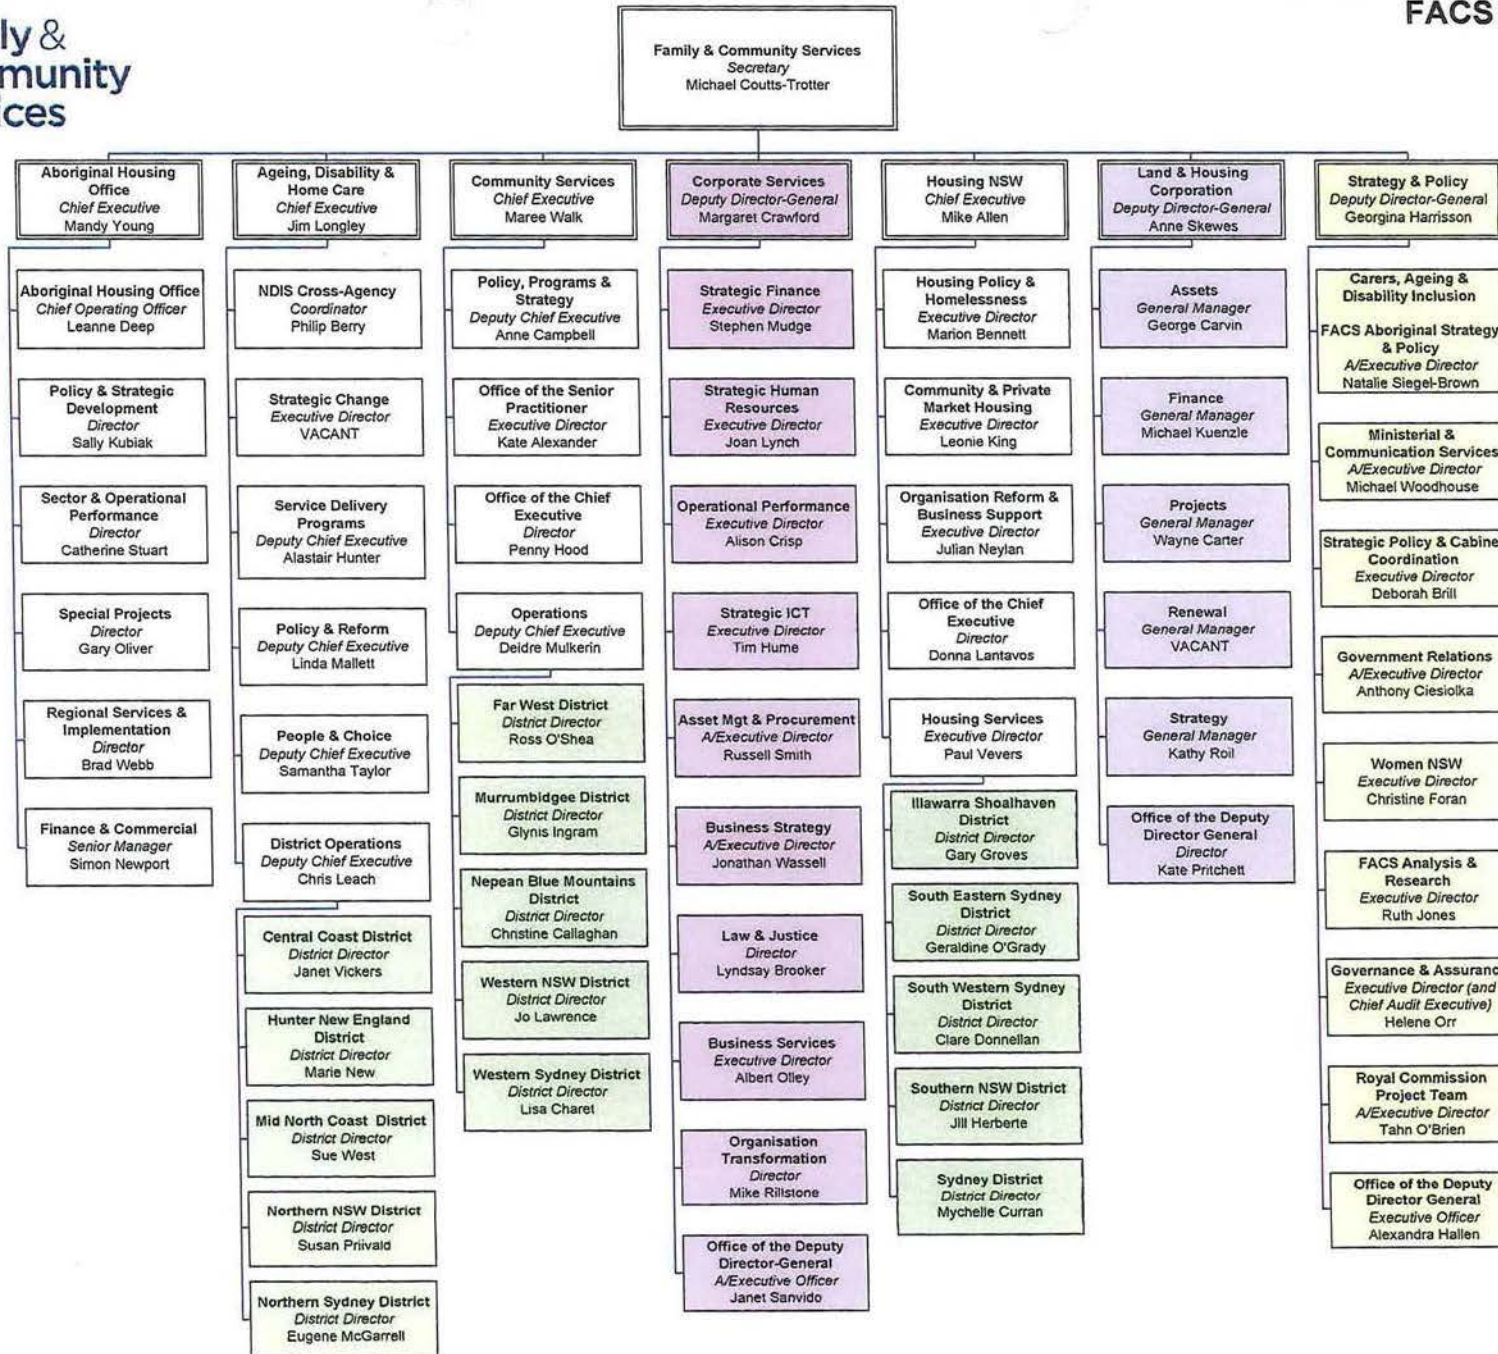 FACS
ly &
munity
ices
Family & Community Services
Secretary
Michael Coutts-Trotter
Aboriginal Housing
Office
Chief Executive
Mandy Young
Aboriginal Housing Office
Chief Operating Officer
Leanne Deep
Policy & Strategic
Development
Director
Sally Kubiak
Sector & Operational
Performance
Director
Catherine Stuart
Special Projects
Director
Gary Oliver
Regional Services &
Implementation
Director
Brad Webb
Finance & Commercial
Senior Manager
Simon Newport
Ageing, Disability &
Home Care
Chief Executive
Jim Longley
NDIS Cross-Agency
Coordinator
Philip Berry
Strategic Change
Executive Director
VACANT
Service Delivery
Programs
Deputy Chief Executive
Alastair Hunter
Policy & Reform
Deputy Chief Executive
Linda Mallett
People & Choice
Deputy Chief Executive
Samantha Taylor
District Operations
Deputy Chief Executive
Chris Leach
Central Coast District
District Director
Janet Vickers
Hunter New England
District
District Director
Marie New
Mid North Coast District
District Director
Sue West
Northern NSW District
District Director
Susan Priivald
Northern Sydney District
District Director
Eugene McGarrell
Community Services
Chief Executive
Maree Walk
Policy, Programs &
Strategy
Deputy Chief Executive
Anne Campbell
Office of the Senior
Practitioner
Executive Director
Kate Alexander
Office of the Chief
Executive
Director
Penny Hood
Operations
Deputy Chief Executive
Deidre Mulkerin
Far West District
District Director
Ross O'Shea
Murrumbidgee District
District Director
Glynis Ingram
Nepean Blue Mountains
District
District Director
Christine Callaghan
Western NSW District
District Director
Jo Lawrence
Western Sydney District
District Director
Lisa Charet
Corporate Services
Deputy Director-General
Margaret Crawford
Strategic Finance
Executive Director
Stephen Mudge
Strategic Human
Resources
Executive Director
Joan Lynch
Operational Performance
Executive Director
Alison Crisp
Strategic ICT
Executive Director
Tim Hume
Asset Mgt & Procurement
A/Executive Director
Russell Smith
Business Strategy
A/Executive Director
Jonathan Wassell
Law & Justice
Director
Lyndsay Brooker
Business Services
Executive Director
Albert Olley
Organisation
Transformation
Director
Mike Rillstone
Office of the Deputy
Director-General
A/Executive Officer
Janet Sanvido
Housing NSW
Chief Executive
Mike Allen
Housing Policy &
Homelessness
Executive Director
Marion Bennett
Community & Private
Market Housing
Executive Director
Leonie King
Organisation Reform &
Business Support
Executive Director
Julian Neylan
Office of the Chief
Executive
Director
Donna Lantavos
Housing Services
Executive Director
Paul Vevers
Illawarra Shoalhaven
District
District Director
Gary Groves
South Eastern Sydney
District
District Director
Geraldine O'Grady
South Western Sydney
District
District Director
Clare Donnellan
Southern NSW District
District Director
Jill Herberte
Sydney District
District Director
Mychelle Curran
Land & Housing
Corporation
Deputy Director-General
Anne Skewes
Assets
General Manager
George Carvin
Finance
General Manager
Michael Kuenzle
Projects
General Manager
Wayne Carter
Renewal
General Manager
VACANT
Strategy
General Manager
Kathy Roil
Office of the Deputy
Director General
Director
Kate Pritchett
Strategy & Policy
Deputy Director-General
Georgina Harrisson
Carers, Ageing &
Disability Inclusion
FACS Aboriginal Strategy
& Policy
A/Executive Director
Natalie Siegel-Brown
Ministerial &
Communication Services
A/Executive Director
Michael Woodhouse
Strategic Policy & Cabine
Coordination
Executive Director
Deborah Brill
Government Relations
A/Executive Director
Anthony Ciesiolka
Women NSW
Executive Director
Christine Foran
FACS Analysis &
Research
Executive Director
Ruth Jones
Governance & Assuranc
Executive Director (and
Chief Audit Executive)
Helene Orr
Royal Commission
Project Team
A/Executive Director
Tahn O'Brien
Office of the Deputy
Director General
Executive Officer
Alexandra Hallen